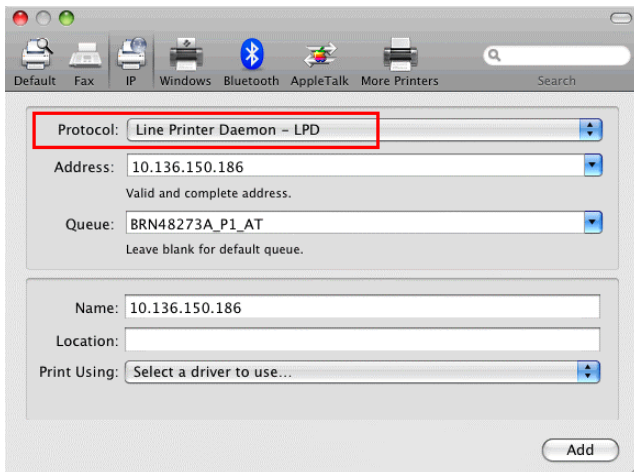 Default Fax IP Windows Bluetooth AppleTalk More Printers Search
Protocol: Line Printer Daemon – LPD
Address: 10.136.150.186
Valid and complete address.
Queue: BRN48273A_P1_AT
Leave blank for default queue.
Name: 10.136.150.186
Location:
Print Using: Select a driver to use...
Add